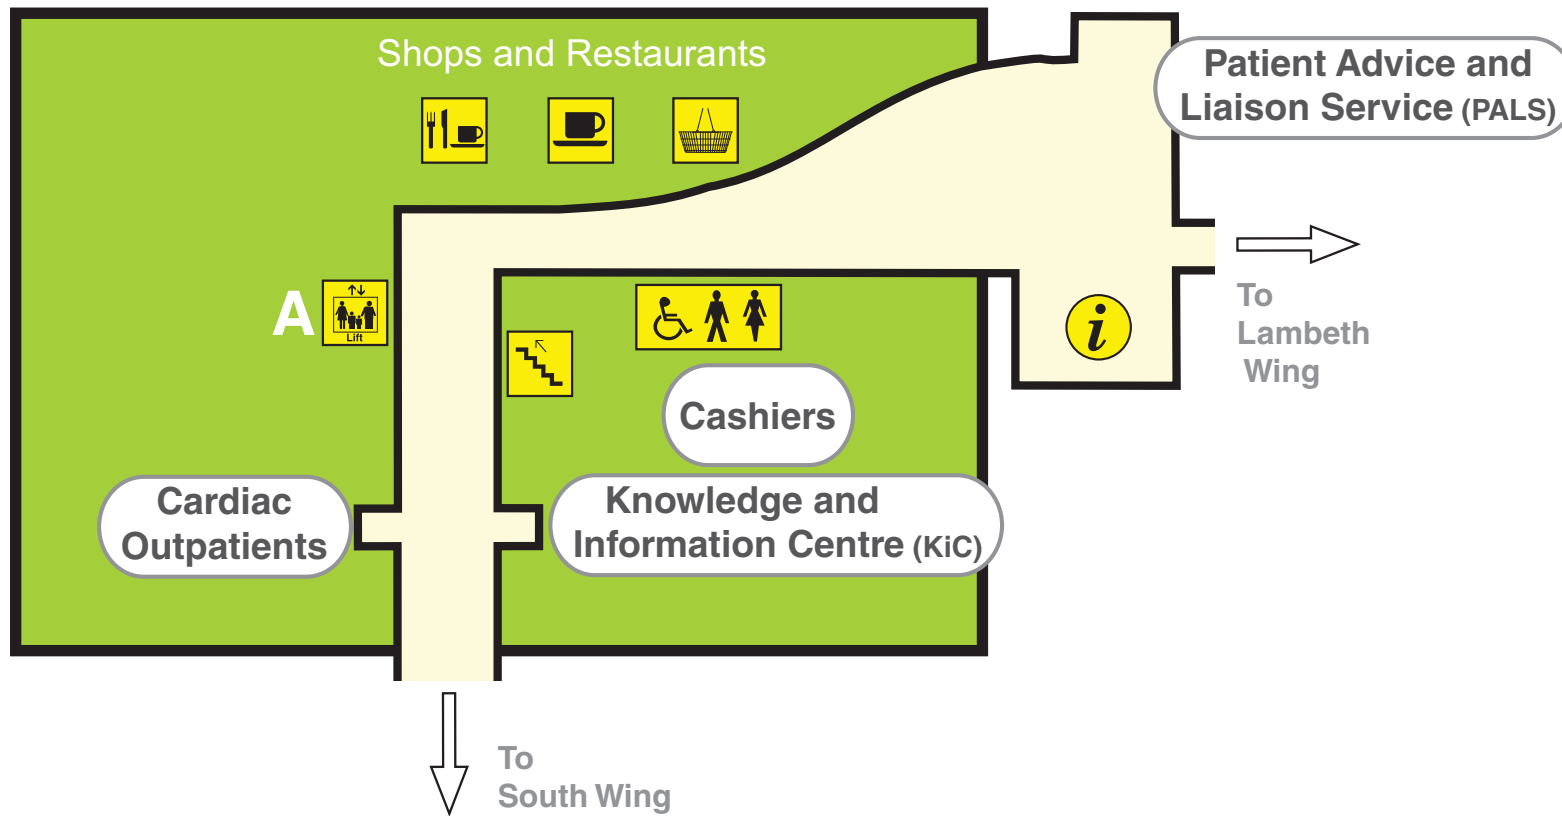 Shops and Restaurants
Patient Advice and
Liaison Service (PALS)
To
Lambeth
Wing
A
Lift
i
Cashiers
Cardiac
Outpatients
Knowledge and
Information Centre (KiC)
To
South Wing